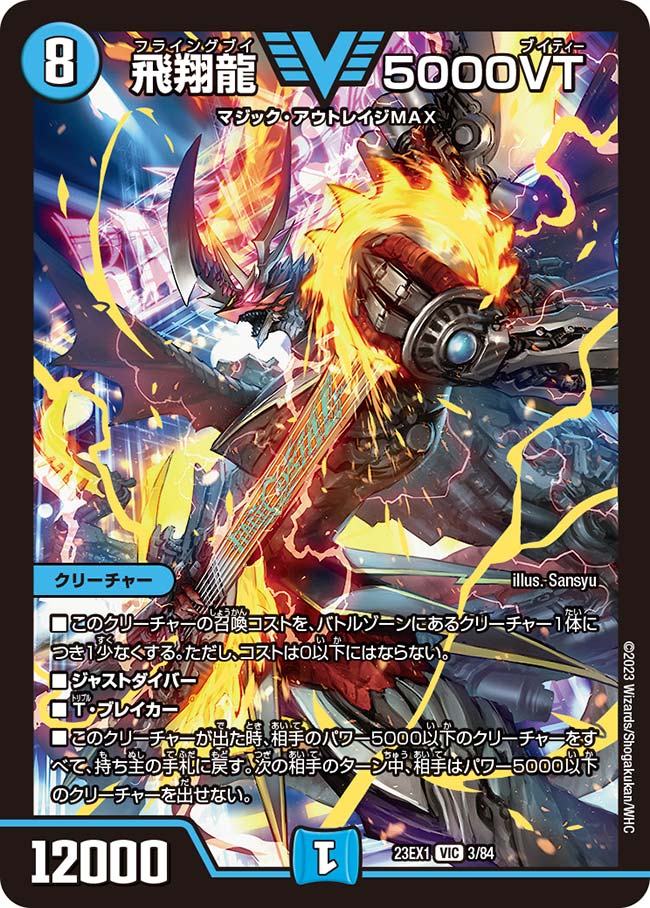 8
フライングブイ ブイティー
飛翔龍 V 5000VT
マジック・アウトレイジMAX
クリーチャー
illus. Sansyu
■このクリーチャーの召喚コストを、バトルゾーンにあるクリーチャー1体に
つき1少なくする。ただし、コストは0以下にはならない。
■ジャストダイバー
■T・ブレイカー
■このクリーチャーが出た時、相手のパワー5000以下のクリーチャーをす
べて、持ち主の手札に戻す。次の相手のターン中、相手はパワー5000以下
のクリーチャーを出せない。
©2023 Wizards/Shogakukan/WHC
12000
1
23EX1 VIC 3/84